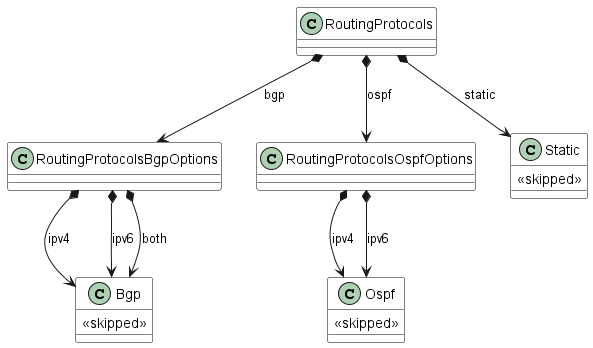 C RoutingProtocols
bgp
ospf
static
C RoutingProtocolsBgpOptions
C RoutingProtocolsOspfOptions
C Static
«skipped»
ipv4
ipv6
both
ipv4
ipv6
C Bgp
«skipped»
C Ospf
«skipped»